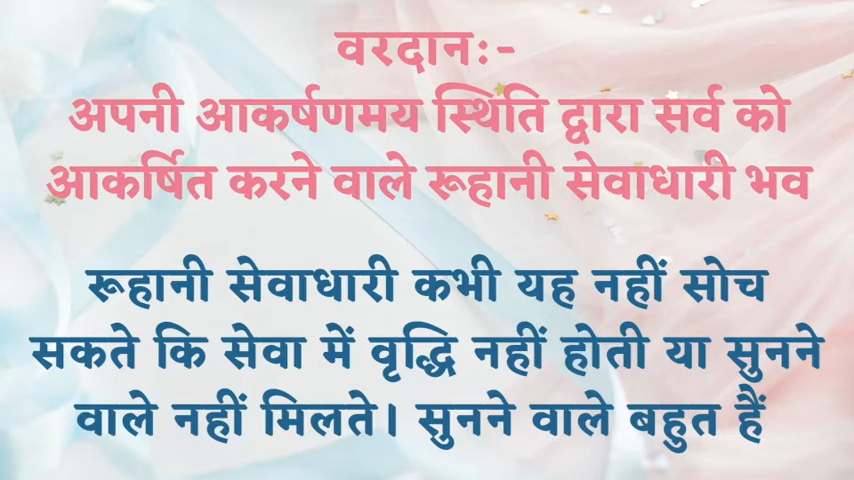 वरदानः-
अपनी आकर्षणमय स्थिति द्वारा सर्व को
आकर्षित करने वाले रूहानी सेवाधारी भव
रूहानी सेवाधारी कभी यह नहीं सोच
सकते कि सेवा में वृद्धि नहीं होती या सुनने
वाले नहीं मिलते। सुनने वाले बहुत हैं